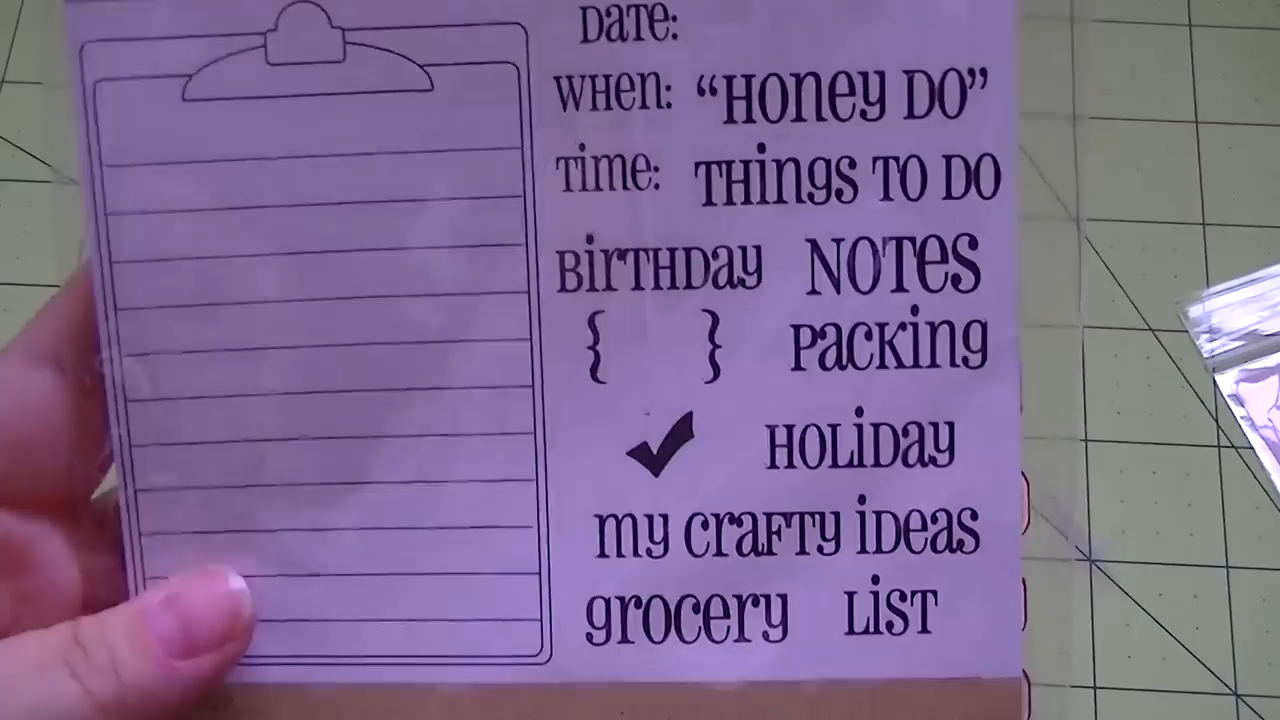 DATE:
WHen: “HOney DO”
Time: THings TO DO
BirTHDay NOTes
{ } PacKing
HOLiDay
my craFTy iDeas
grocery LiST